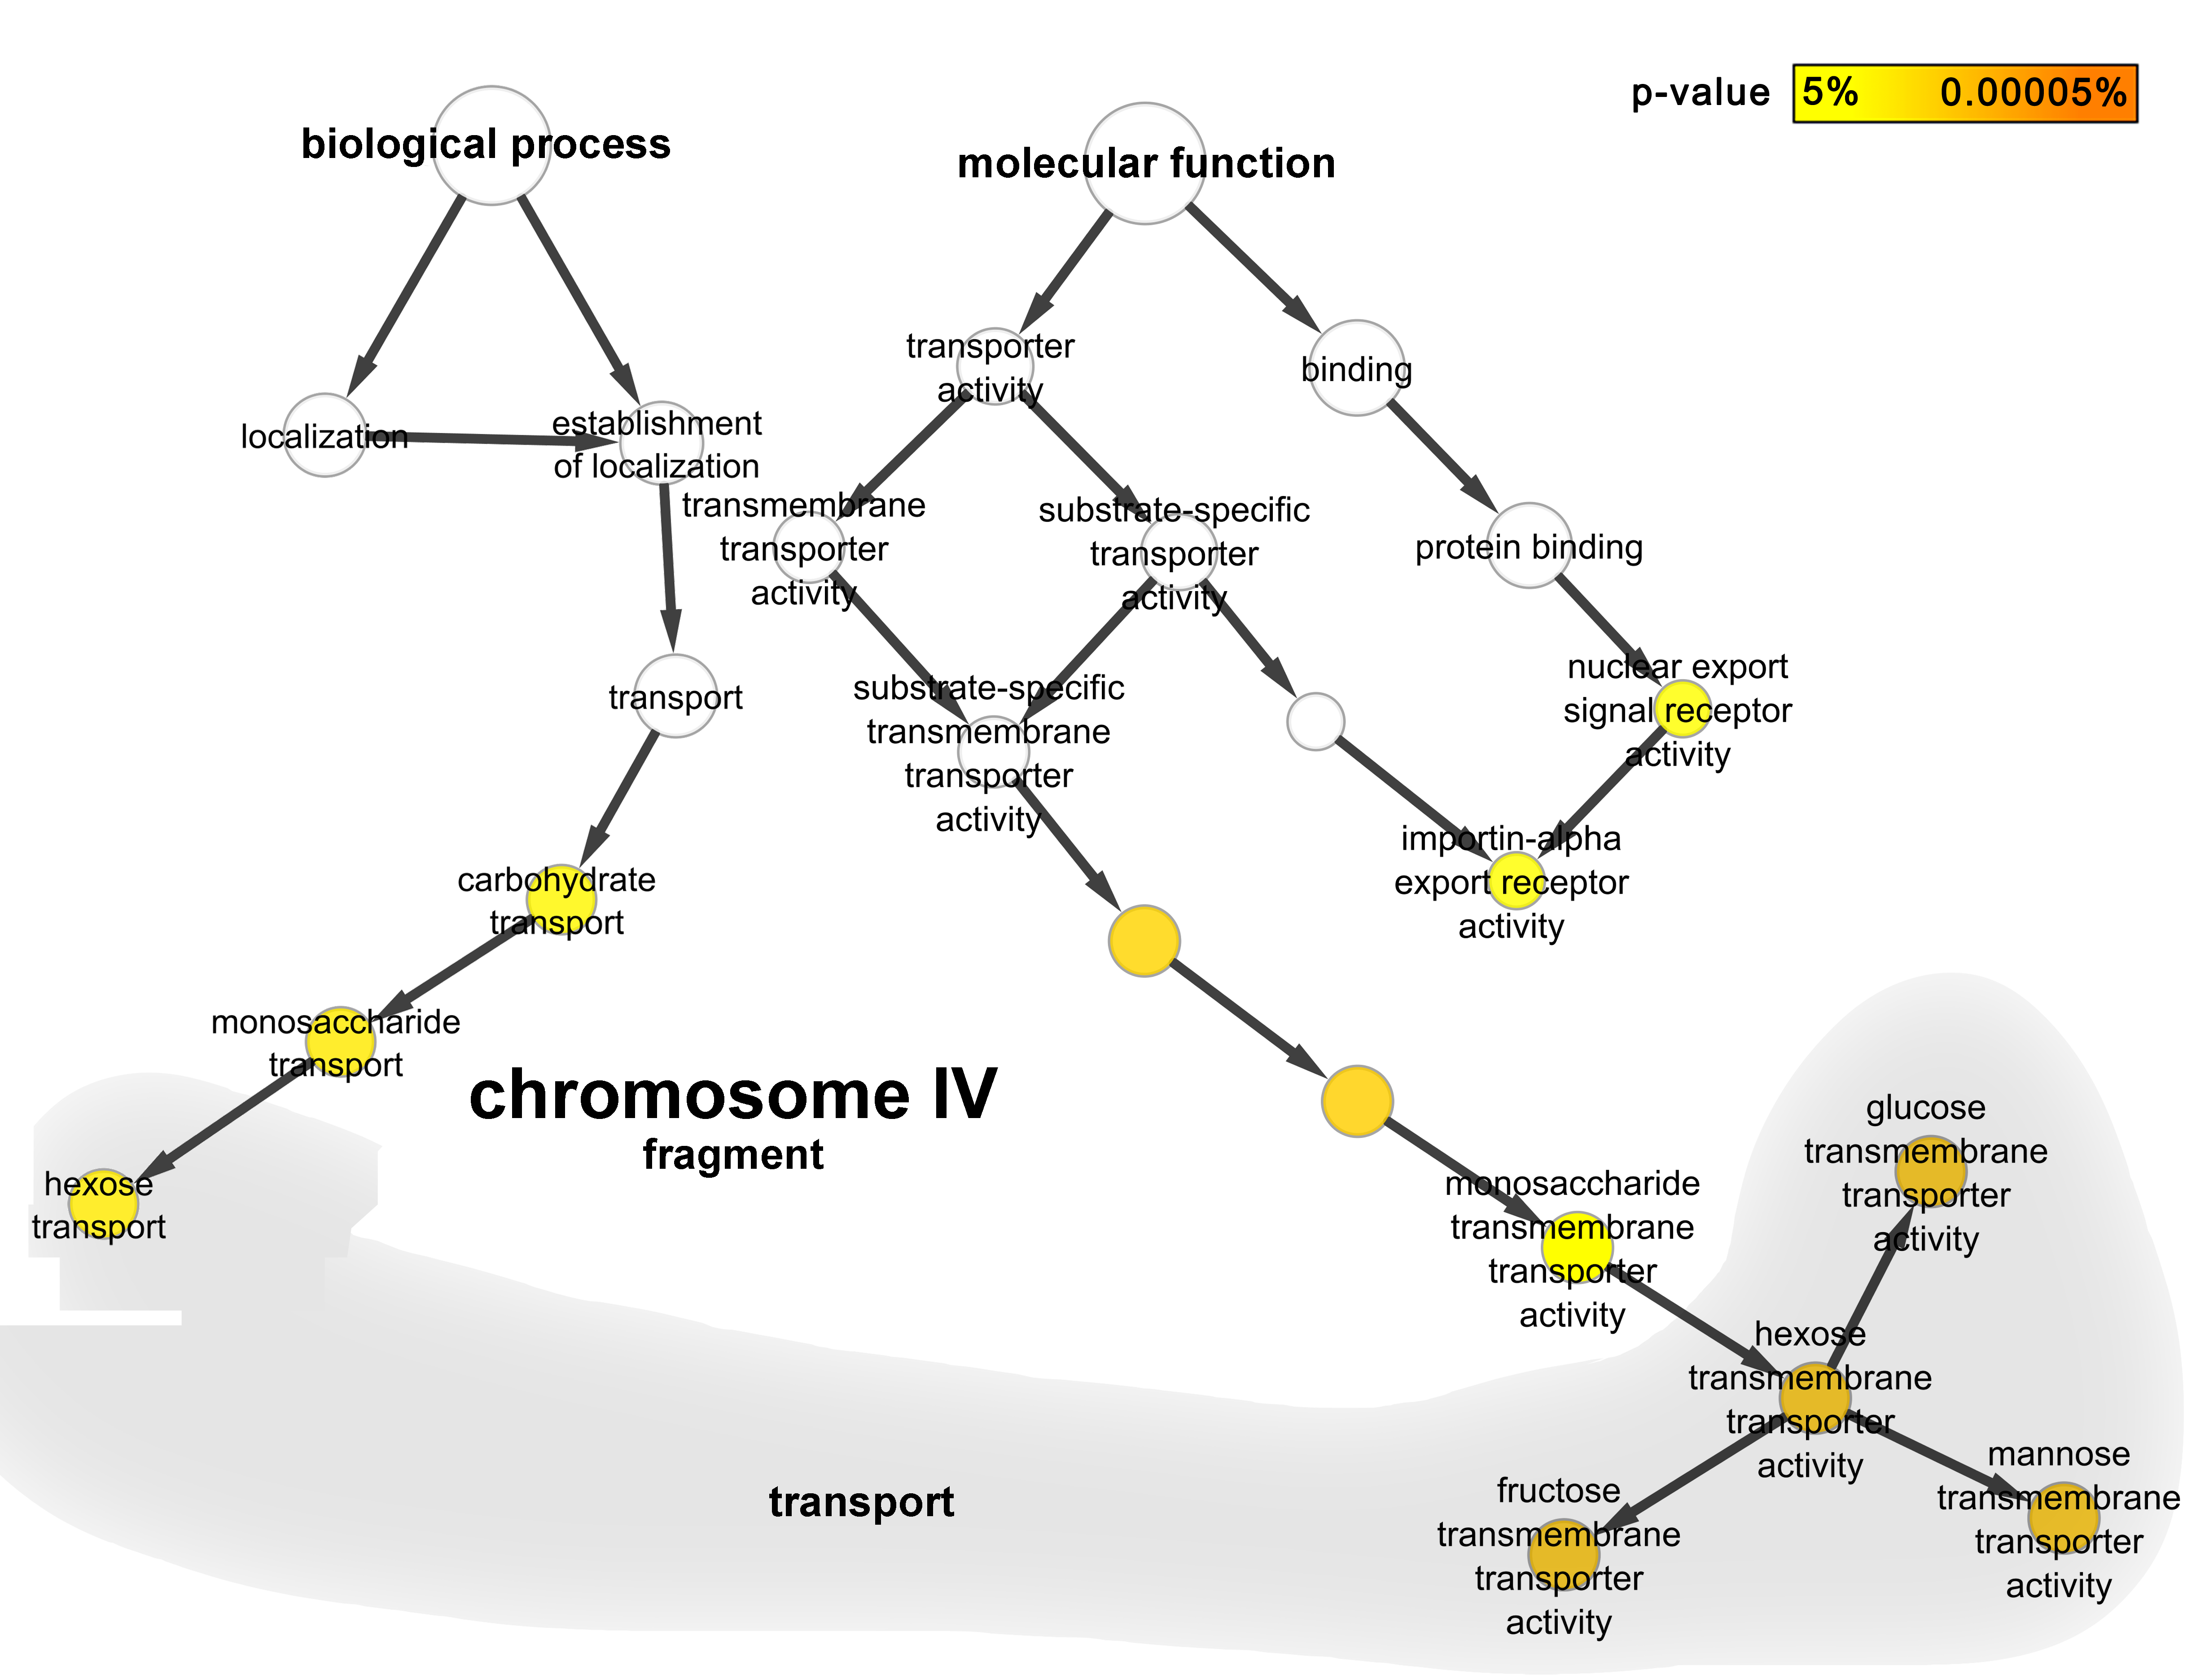 p-value
5%
0.00005%
biological process
molecular function
transporter
activity
binding
localization
establishment
of localization
transmembrane
transporter
activity
substrate-specific
transporter
activity
protein binding
transport
substrate-specific
transmembrane
transporter
activity
nuclear export
signal receptor
activity
carbohydrate
transport
importin-alpha
export receptor
activity
monosaccharide
transport
chromosome IV
fragment
hexose
transport
monosaccharide
transmembrane
transporter
activity
glucose
transmembrane
transporter
activity
hexose
transmembrane
transporter
activity
transport
fructose
transmembrane
transporter
activity
mannose
transmembrane
transporter
activity